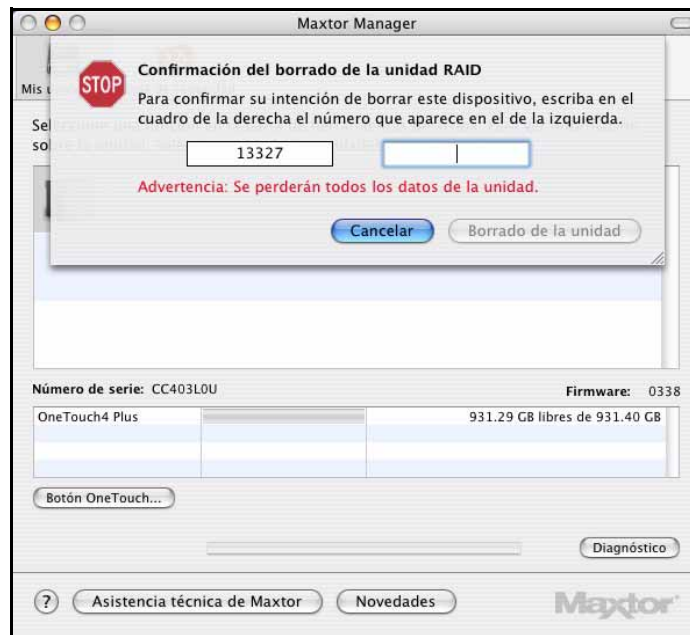 Maxtor Manager
STOP
Confirmación del borrado de la unidad RAID
Para confirmar su intención de borrar este dispositivo, escriba en el
cuadro de la derecha el número que aparece en el de la izquierda.
13327
Advertencia: Se perderán todos los datos de la unidad.
Cancelar
Borrado de la unidad
Mis
Número de serie: CC403L0U
Firmware: 0338
OneTouch4 Plus
931.29 GB libres de 931.40 GB
Botón OneTouch...
Diagnóstico
?
Asistencia técnica de Maxtor
Novedades
Maxtor